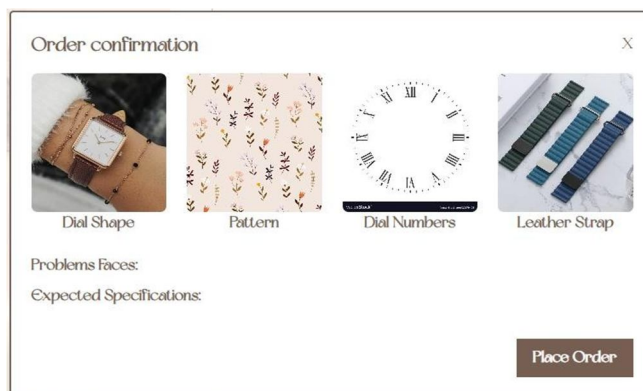 Order confirmation
X
Dial Shape
Pattern
Dial Numbers
Leather Strap
Problems Faces:
Expected Specifications:
Place Order